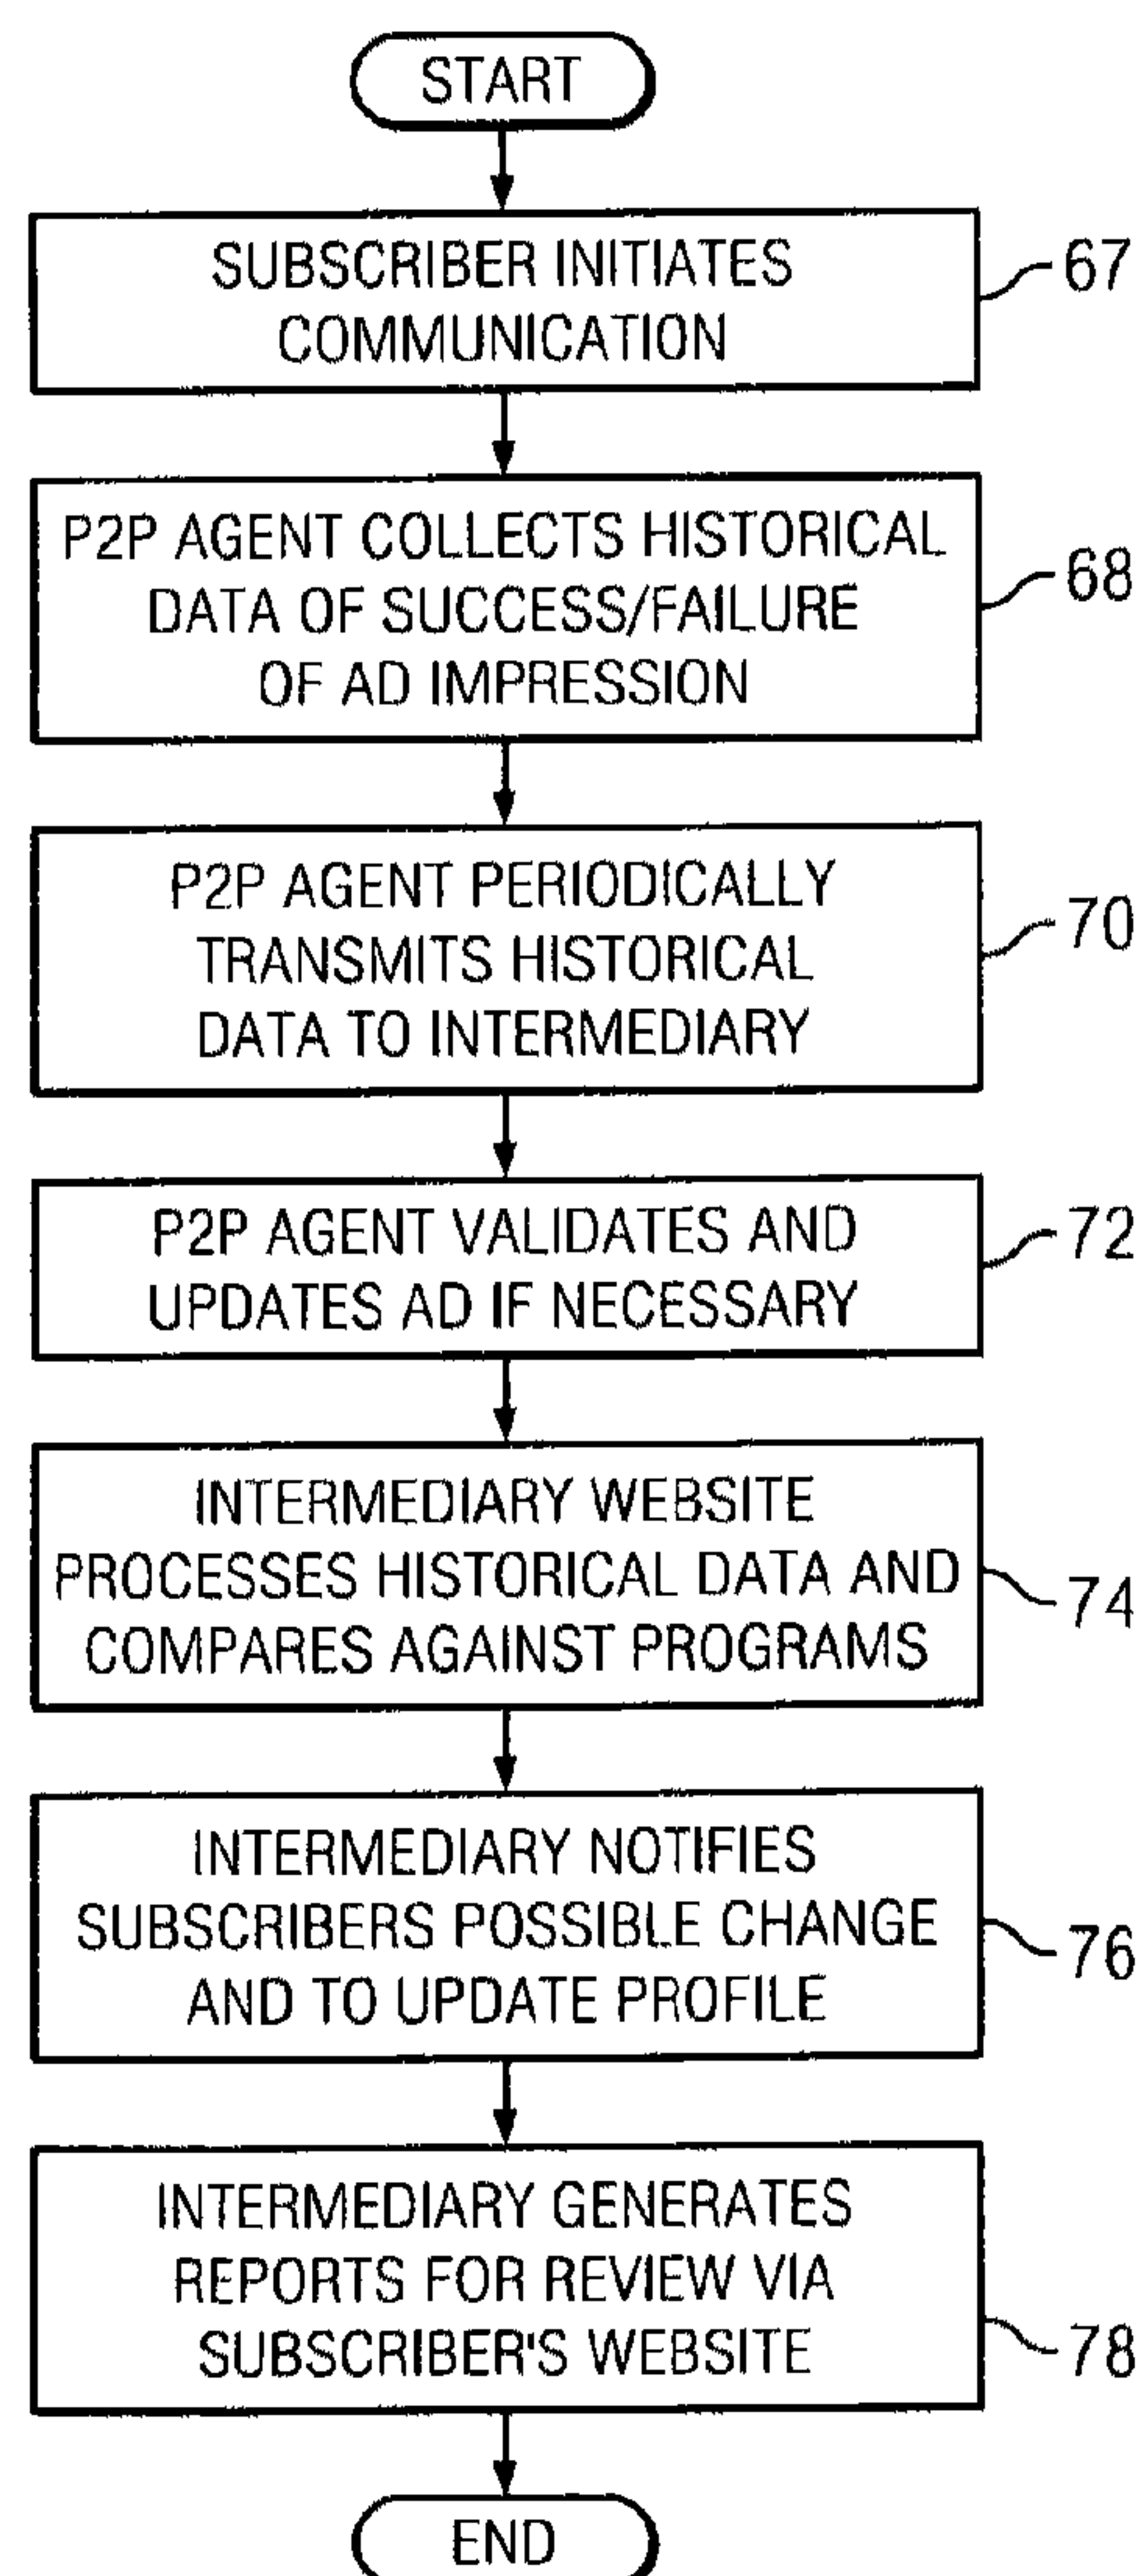 START
SUBSCRIBER INITIATES
COMMUNICATION
67
P2P AGENT COLLECTS HISTORICAL
DATA OF SUCCESS/FAILURE
OF AD IMPRESSION
68
P2P AGENT PERIODICALLY
TRANSMITS HISTORICAL
DATA TO INTERMEDIARY
70
P2P AGENT VALIDATES AND
UPDATES AD IF NECESSARY
72
INTERMEDIARY WEBSITE
PROCESSES HISTORICAL DATA AND
COMPARES AGAINST PROGRAMS
74
INTERMEDIARY NOTIFIES
SUBSCRIBERS POSSIBLE CHANGE
AND TO UPDATE PROFILE
76
INTERMEDIARY GENERATES
REPORTS FOR REVIEW VIA
SUBSCRIBER'S WEBSITE
78
END